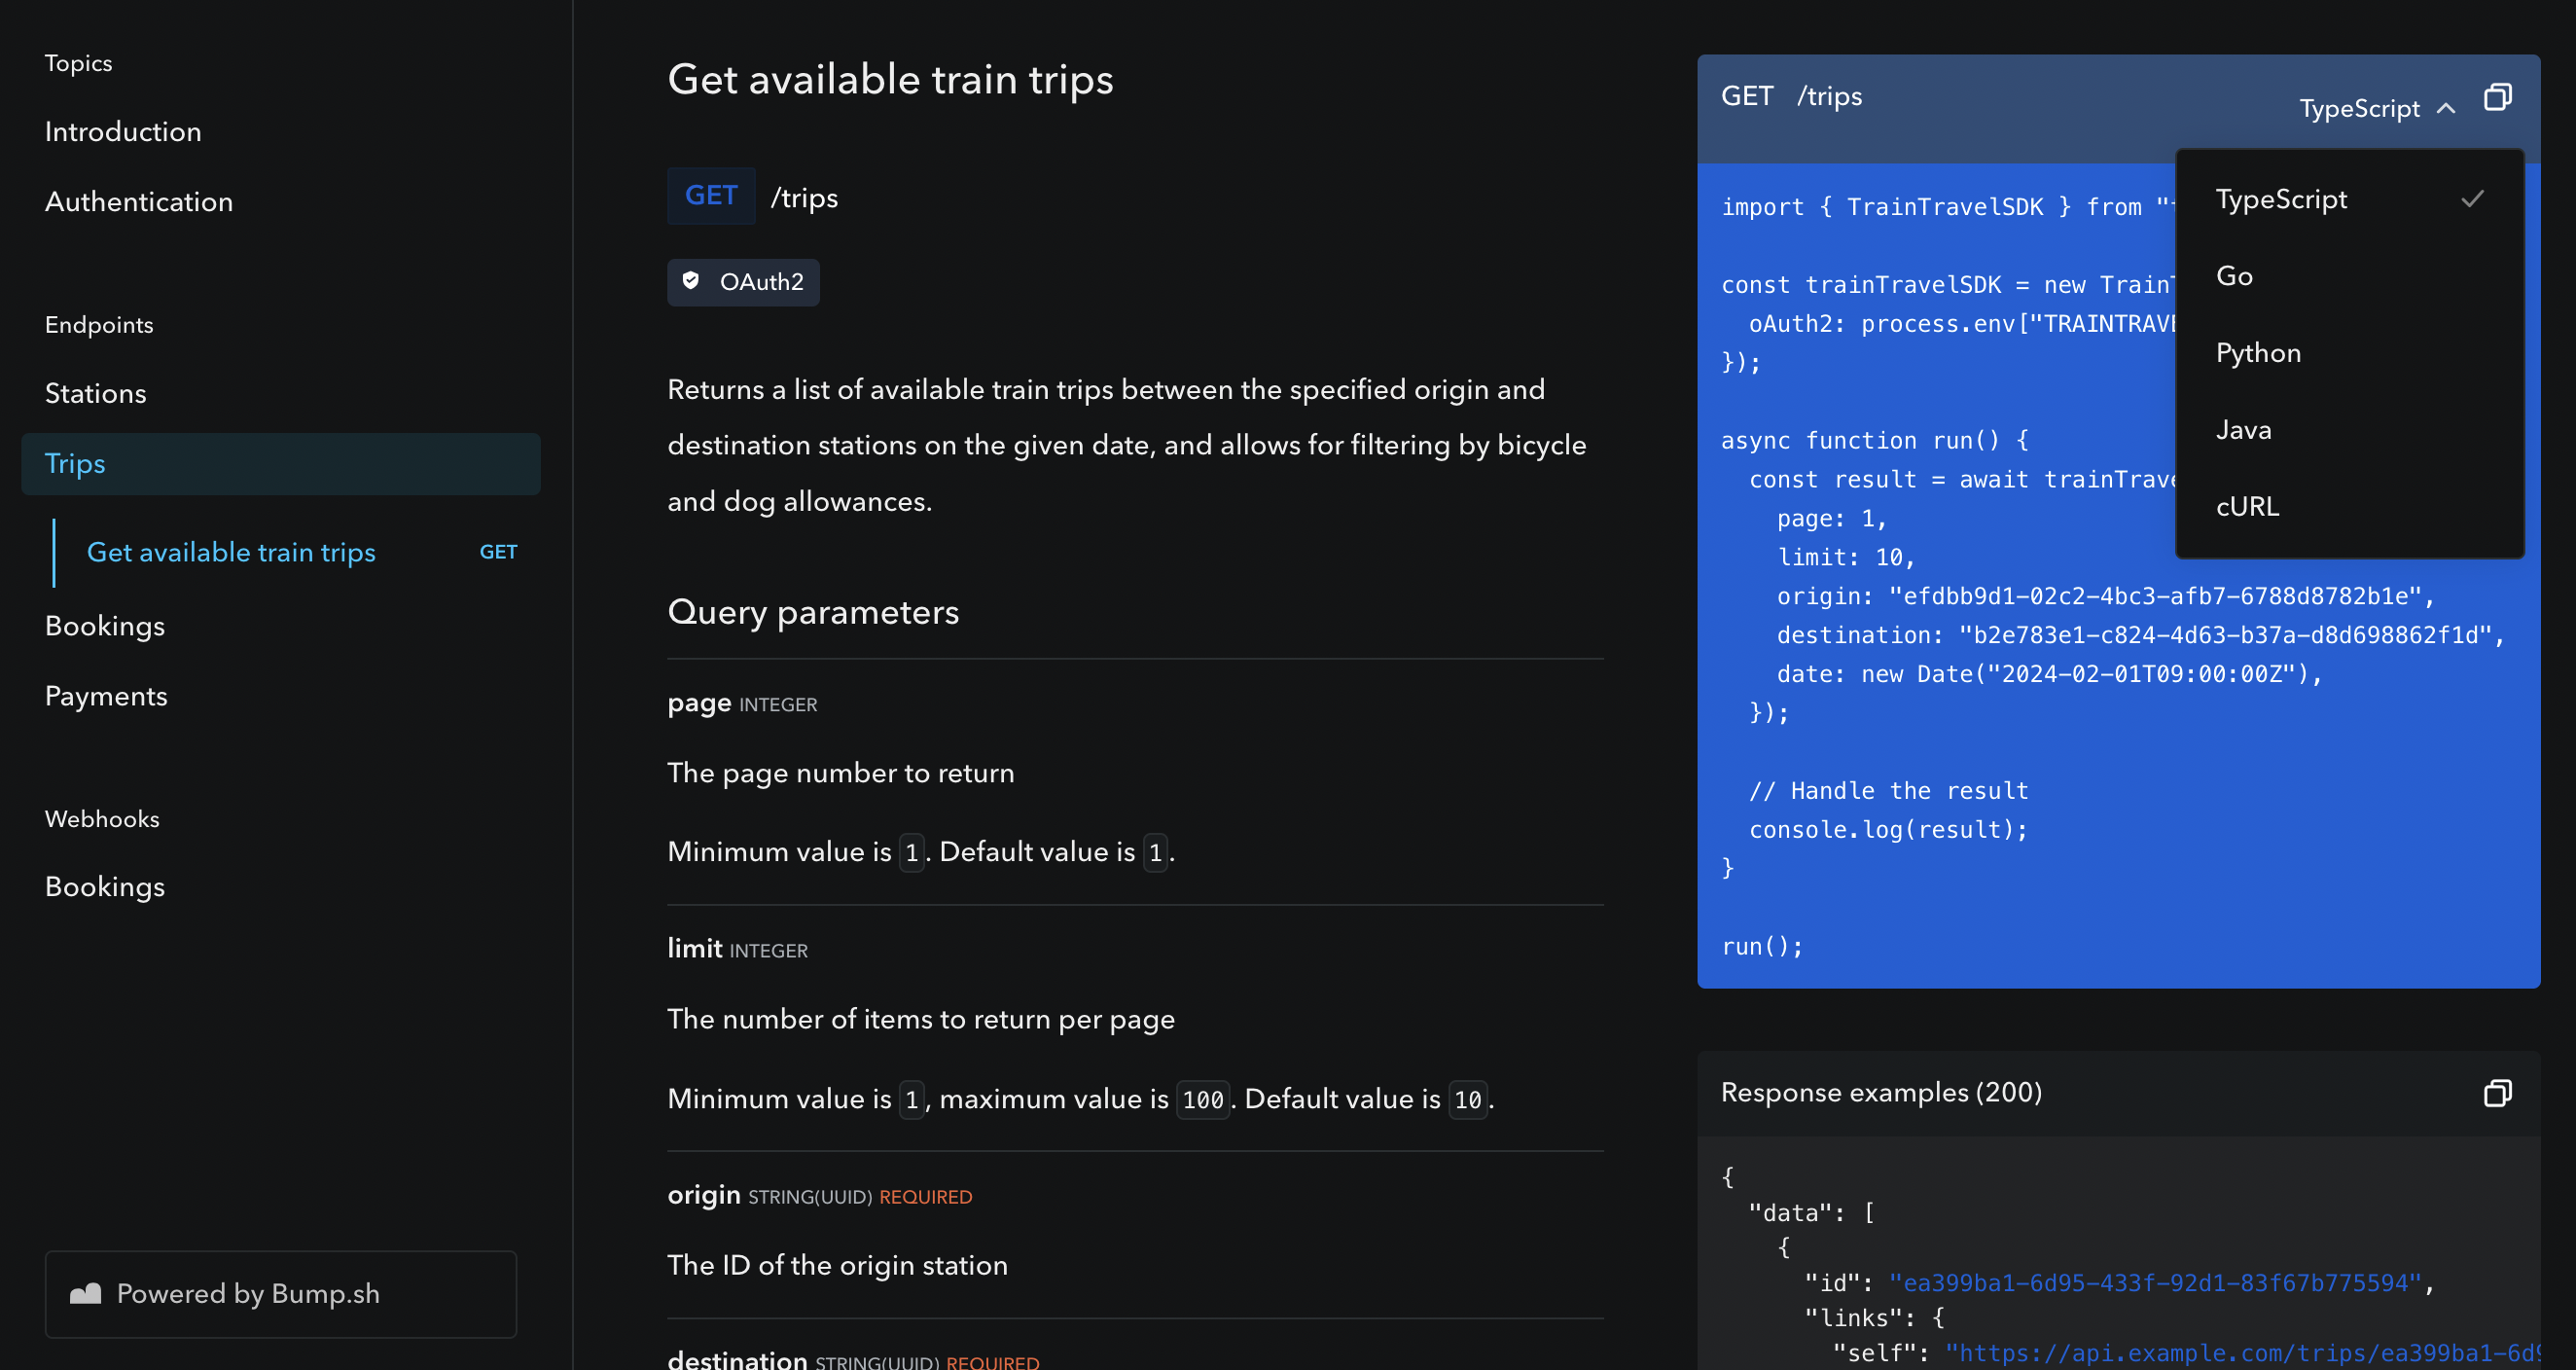 Topics
Introduction
Authentication
Endpoints
Stations
Trips
Get available train trips GET
Bookings
Payments
Webhooks
Bookings
Powered by Bump.sh
Get available train trips
GET /trips
OAuth2
Returns a list of available train trips between the specified origin and
destination stations on the given date, and allows for filtering by bicycle
and dog allowances.
Query parameters
page INTEGER
The page number to return
Minimum value is 1. Default value is 1.
limit INTEGER
The number of items to return per page
Minimum value is 1, maximum value is 100. Default value is 10.
origin STRING(UUID) REQUIRED
The ID of the origin station
destination STRING(UUID) REQUIRED
GET /trips
TypeScript
TypeScript
Go
Python
Java
cURL
import { TrainTravelSDK } from "
const trainTravelSDK = new Train
oAuth2: process.env["TRAINTRAVE
});
async function run() {
const result = await trainTrave
page: 1,
limit: 10,
origin: "efdbb9d1-02c2-4bc3-afb7-6788d8782b1e",
destination: "b2e783e1-c824-4d63-b37a-d8d698862f1d",
date: new Date("2024-02-01T09:00:00Z"),
});
// Handle the result
console.log(result);
}
run();
Response examples (200)
{
"data": [
{
"id": "ea399ba1-6d95-433f-92d1-83f67b775594",
"links": {
"self": "https://api.example.com/trips/ea399ba1-6d9